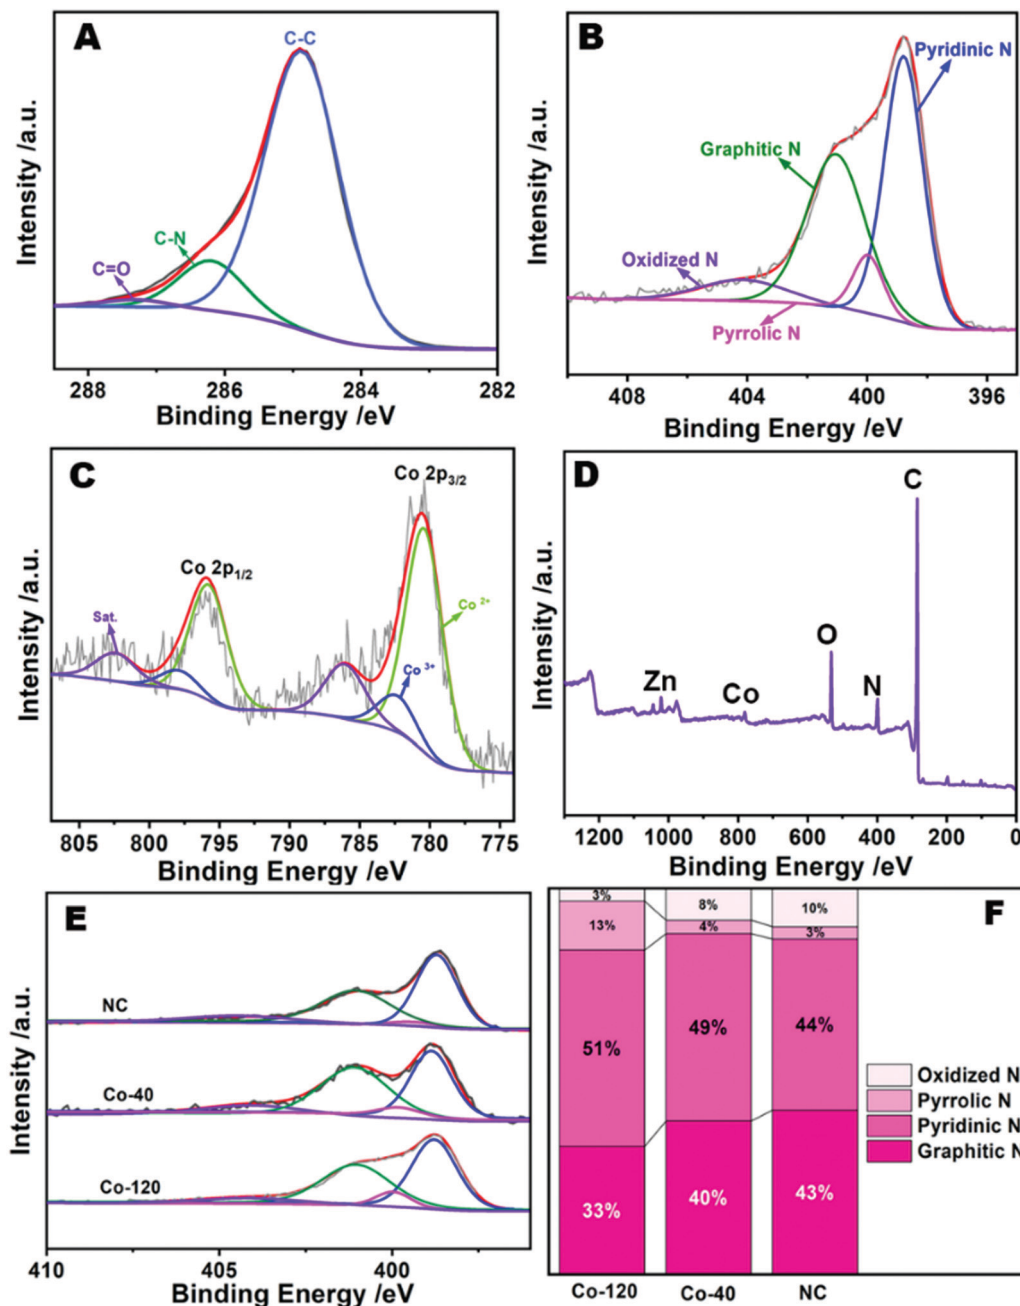 A
C-C
C-N
C=O
Intensity /a.u.
288 286 284 282
Binding Energy /eV
B
Pyridinic N
Graphitic N
Oxidized N
Pyrrolic N
Intensity /a.u.
408 404 400 396
Binding Energy /eV
C
Co 2p3/2
Co 2p1/2
Sat.
Co 2+
Co 3+
Intensity /a.u.
805 800 795 790 785 780 775
Binding Energy /eV
D
C
O
Zn
Co
N
Intensity /a.u.
1200 1000 800 600 400 200 0
Binding Energy /eV
E
NC
Co-40
Co-120
Intensity /a.u.
410 405 400
Binding Energy /eV
F
3% 8% 10%
13% 4% 3%
51% 49% 44%
33% 40% 43%
Oxidized N
Pyrrolic N
Pyridinic N
Graphitic N
Co-120 Co-40 NC